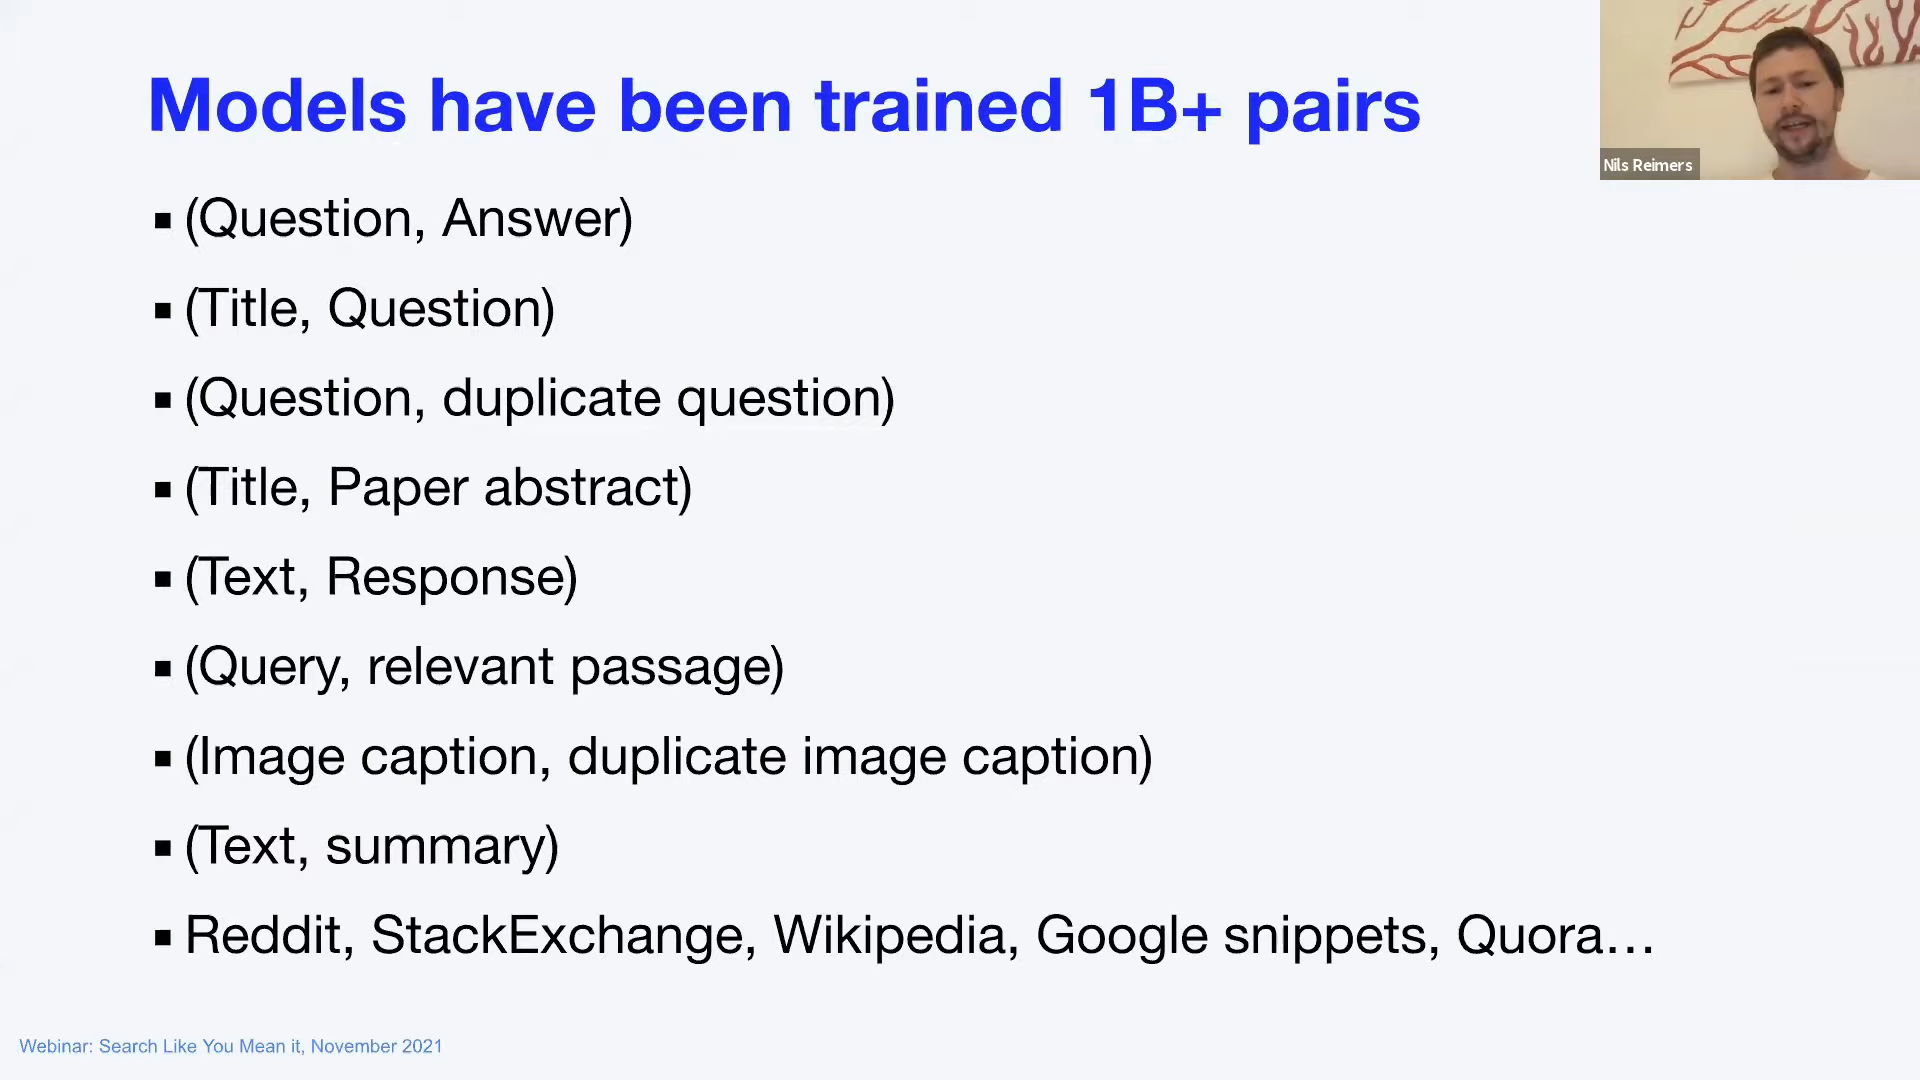 Models have been trained 1B+ pairs
Nils Reimers
▪ (Question, Answer)
▪ (Title, Question)
▪ (Question, duplicate question)
▪ (Title, Paper abstract)
▪ (Text, Response)
▪ (Query, relevant passage)
▪ (Image caption, duplicate image caption)
▪ (Text, summary)
▪ Reddit, StackExchange, Wikipedia, Google snippets, Quora…
Webinar: Search Like You Mean it, November 2021